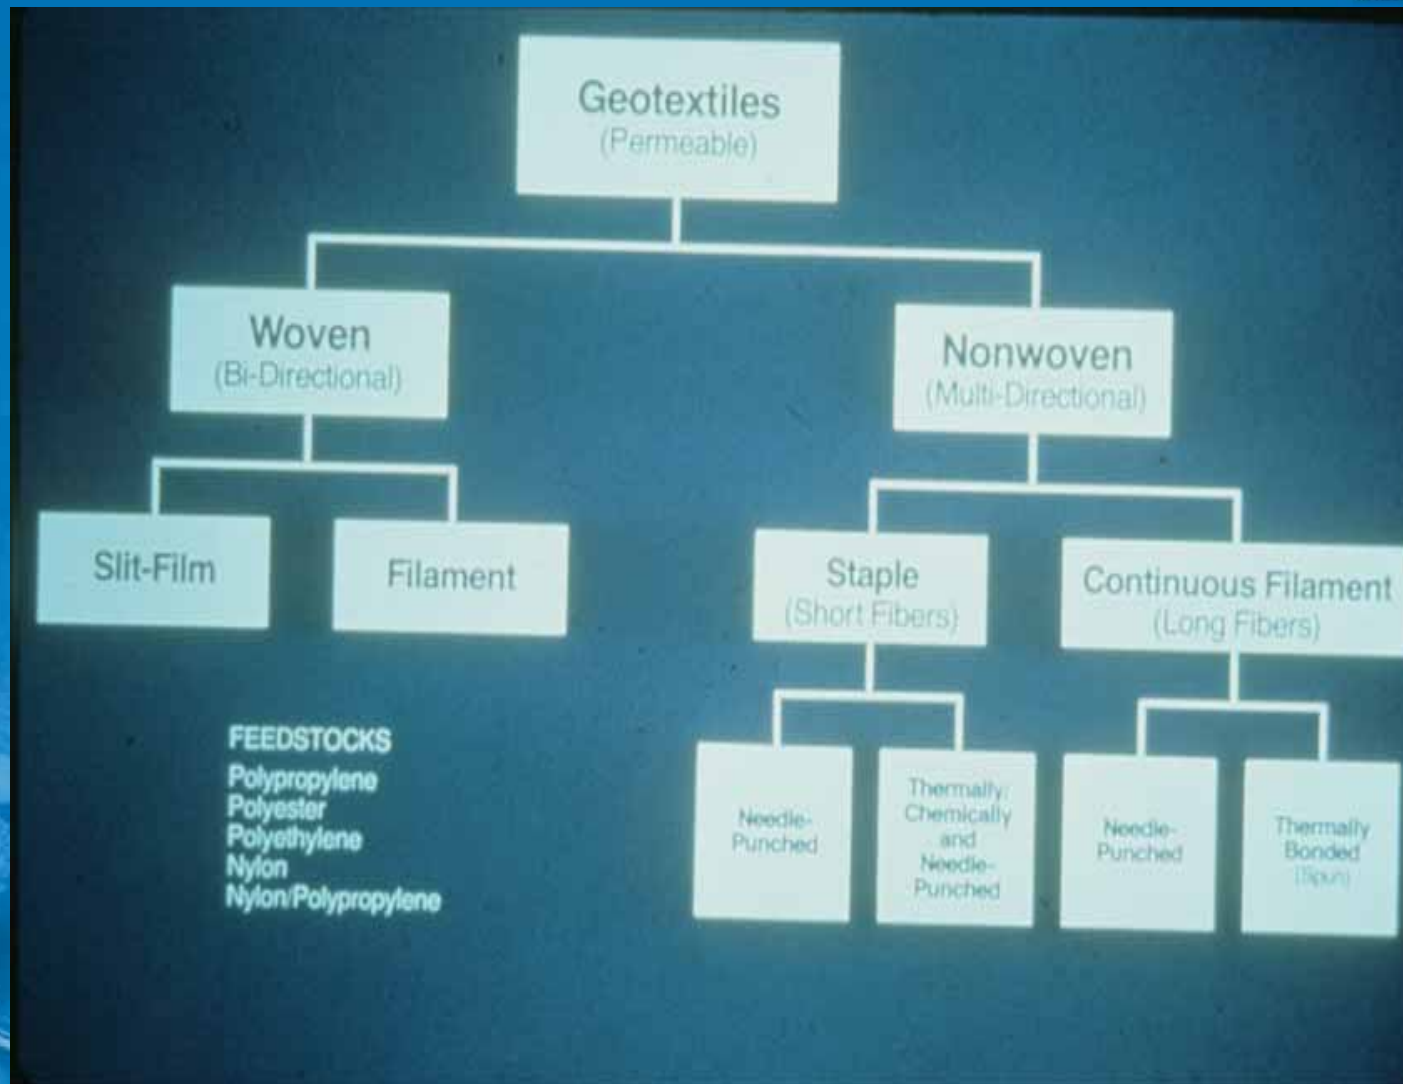 Geotextiles
(Permeable)
Woven
(Bi-Directional)
Nonwoven
(Multi-Directional)
Slit-Film
Filament
Staple
(Short Fibers)
Continuous Filament
(Long Fibers)
Needle-
Punched
Thermally/
Chemically
and
Needle-
Punched
Needle-
Punched
Thermally
Bonded
(Spun)
FEEDSTOCKS
Polypropylene
Polyester
Polyethylene
Nylon
Nylon/Polypropylene